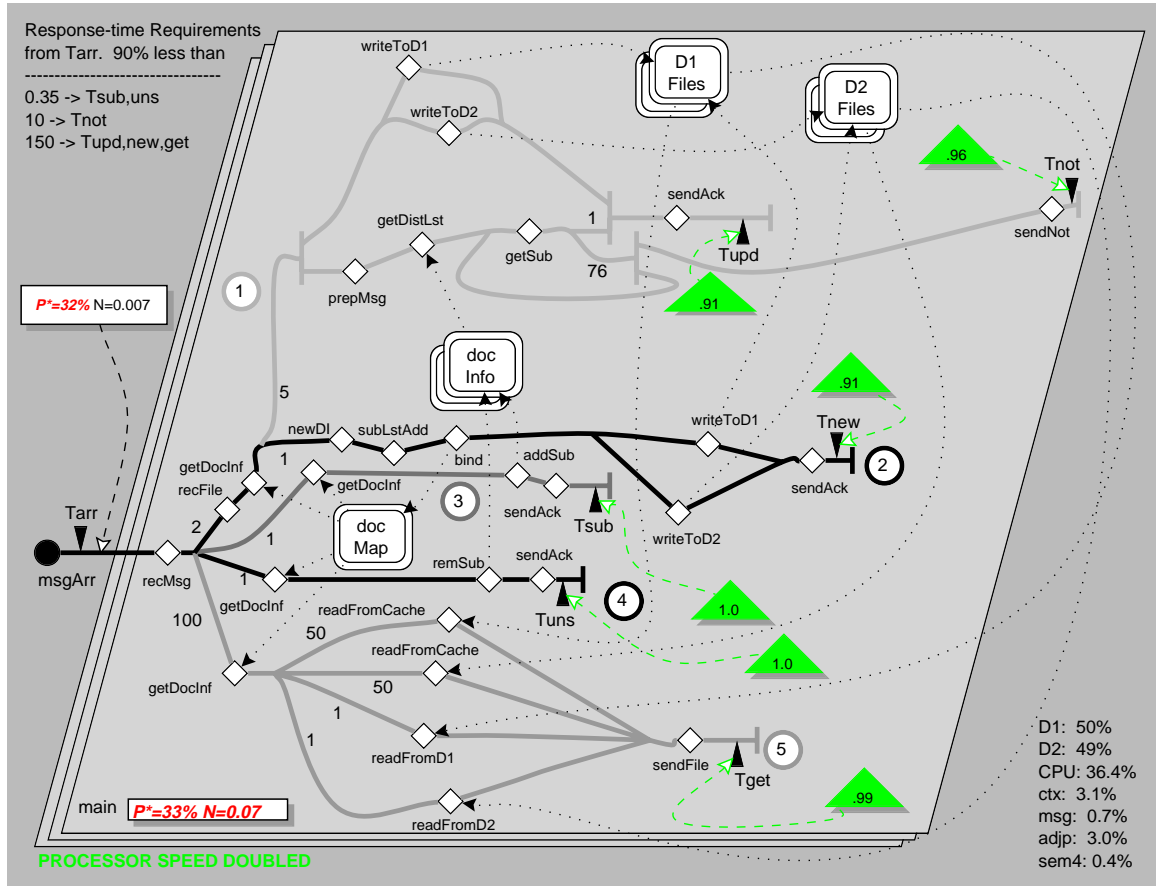 Response-time Requirements
from Tarr. 90% less than
---------------------------------
0.35 -> Tsub,uns
10 -> Tnot
150 -> Tupd,new,get
writeToD1
D1
Files
D2
Files
writeToD2
.96
Tnot
sendNot
getDistLst
sendAck
1
getSub
Tupd
76
1
prepMsg
.91
P*=32% N=0.007
doc
Info
.91
5
newDI
subLstAdd
bind
writeToD1
Tnew
sendAck
2
getDocInf
1
addSub
recFile
getDocInf
3
sendAck
Tsub
writeToD2
Tarr
2
1
doc
Map
msgArr
recMsg
1
getDocInf
remSub
sendAck
Tuns
4
1.0
100
readFromCache
50
readFromCache
1.0
getDocInf
50
1
readFromD1
1
sendFile
Tget
5
D1: 50%
D2: 49%
CPU: 36.4%
ctx: 3.1%
msg: 0.7%
adjp: 3.0%
sem4: 0.4%
.99
main P*=33% N=0.07
readFromD2
PROCESSOR SPEED DOUBLED